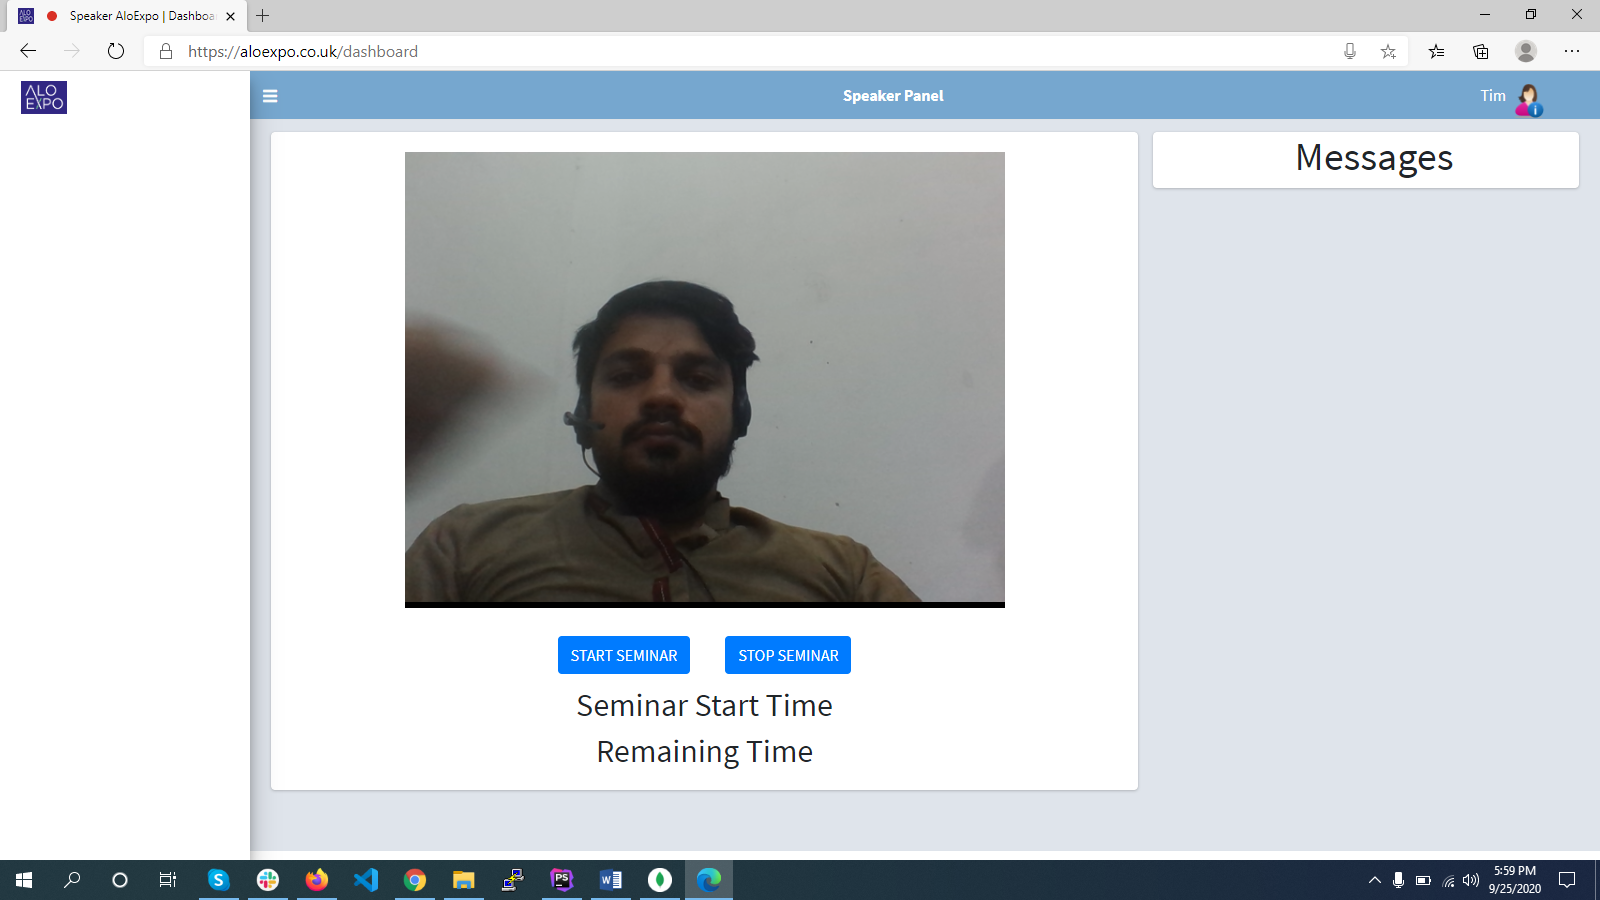 Speaker AloExpo | Dashboa
https://aloexpo.co.uk/dashboard
ALO
EXPO
Speaker Panel
Tim
Messages
START SEMINAR
STOP SEMINAR
Seminar Start Time
Remaining Time
5:59 PM
9/25/2020